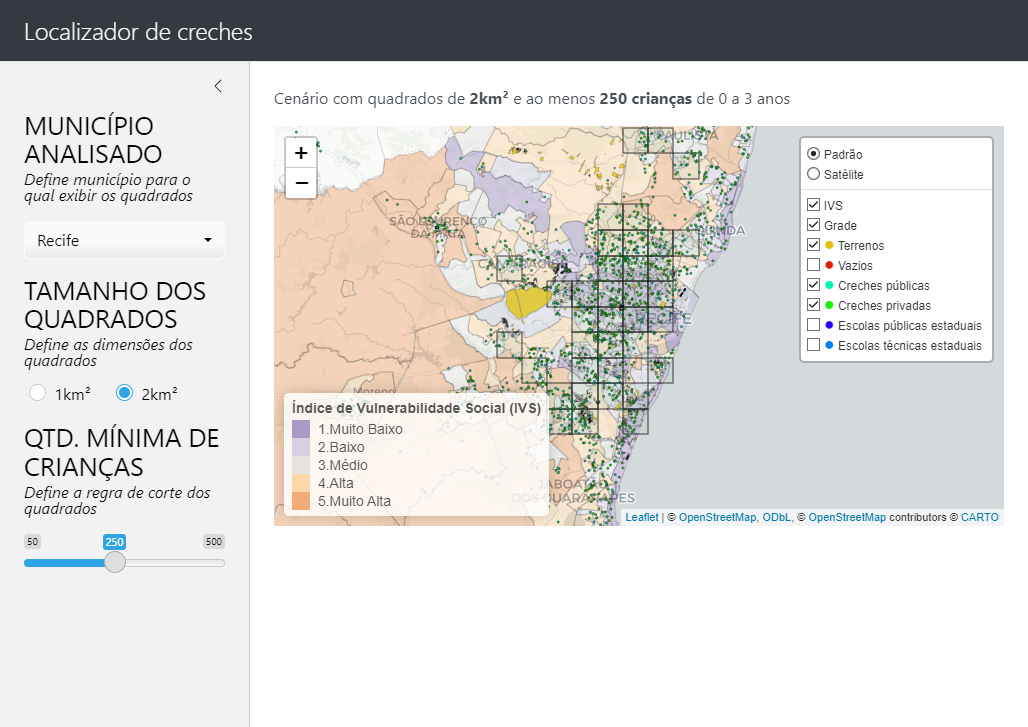 Localizador de creches
MUNICÍPIO
ANALISADO
Define município para o
qual exibir os quadrados
Recife
TAMANHO DOS
QUADRADOS
Define as dimensões dos
quadrados
1km²
2km²
QTD. MÍNIMA DE
CRIANÇAS
Define a regra de corte dos
quadrados
50
250
500
Cenário com quadrados de 2km² e ao menos 250 crianças de 0 a 3 anos
+
−
SÃO LOURENÇO
DA MATA
Moreno
JABOATÃO
DOS GUARARAPES
Padrão
Satélite
IVS
Grade
Terrenos
Vazios
Creches públicas
Creches privadas
Escolas públicas estaduais
Escolas técnicas estaduais
Índice de Vulnerabilidade Social (IVS)
1.Muito Baixo
2.Baixo
3.Médio
4.Alta
5.Muito Alta
Leaflet | © OpenStreetMap, ODbL, © OpenStreetMap contributors © CARTO